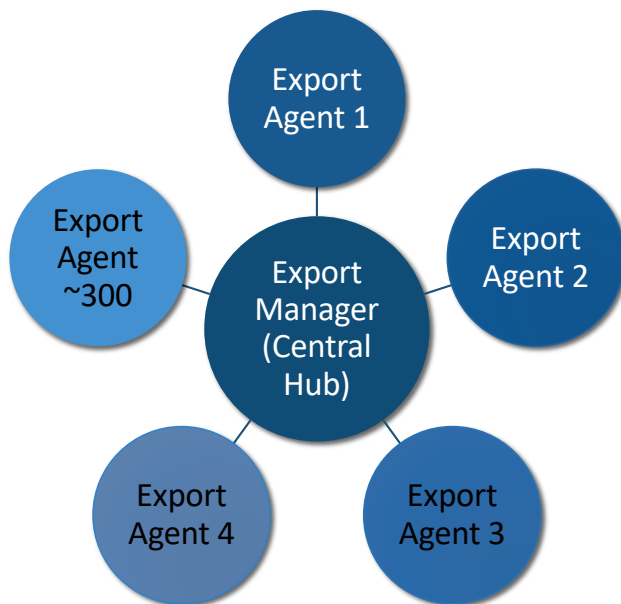 Export
Agent 1
Export
Agent 2
Export
Agent 3
Export
Agent 4
Export
Agent
~300
Export
Manager
(Central
Hub)